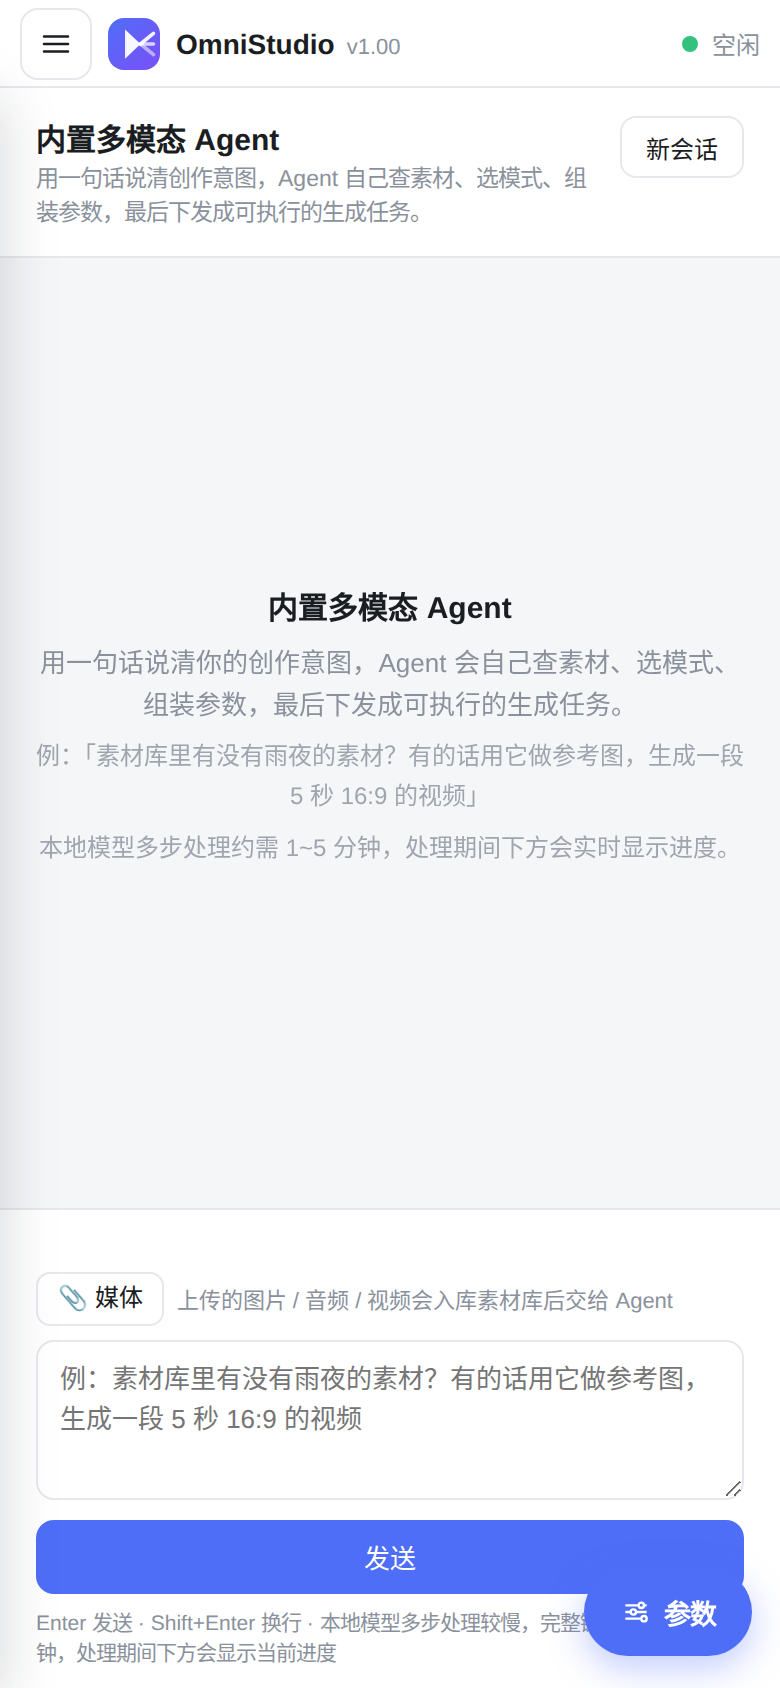 OmniStudio v1.00
空闲
内置多模态 Agent
新会话
用一句话说清创作意图，Agent 自己查素材、选模式、组
装参数，最后下发成可执行的生成任务。
内置多模态 Agent
用一句话说清你的创作意图，Agent 会自己查素材、选模式、
组装参数，最后下发成可执行的生成任务。
例：「素材库里有没有雨夜的素材？有的话用它做参考图，生成一段
5 秒 16:9 的视频」
本地模型多步处理约需 1~5 分钟，处理期间下方会实时显示进度。
媒体
上传的图片 / 音频 / 视频会入库素材库后交给 Agent
例：素材库里有没有雨夜的素材？有的话用它做参考图，
生成一段 5 秒 16:9 的视频
发送
Enter 发送 · Shift+Enter 换行 · 本地模型多步处理较慢，完整
钟，处理期间下方会显示当前进度
参数